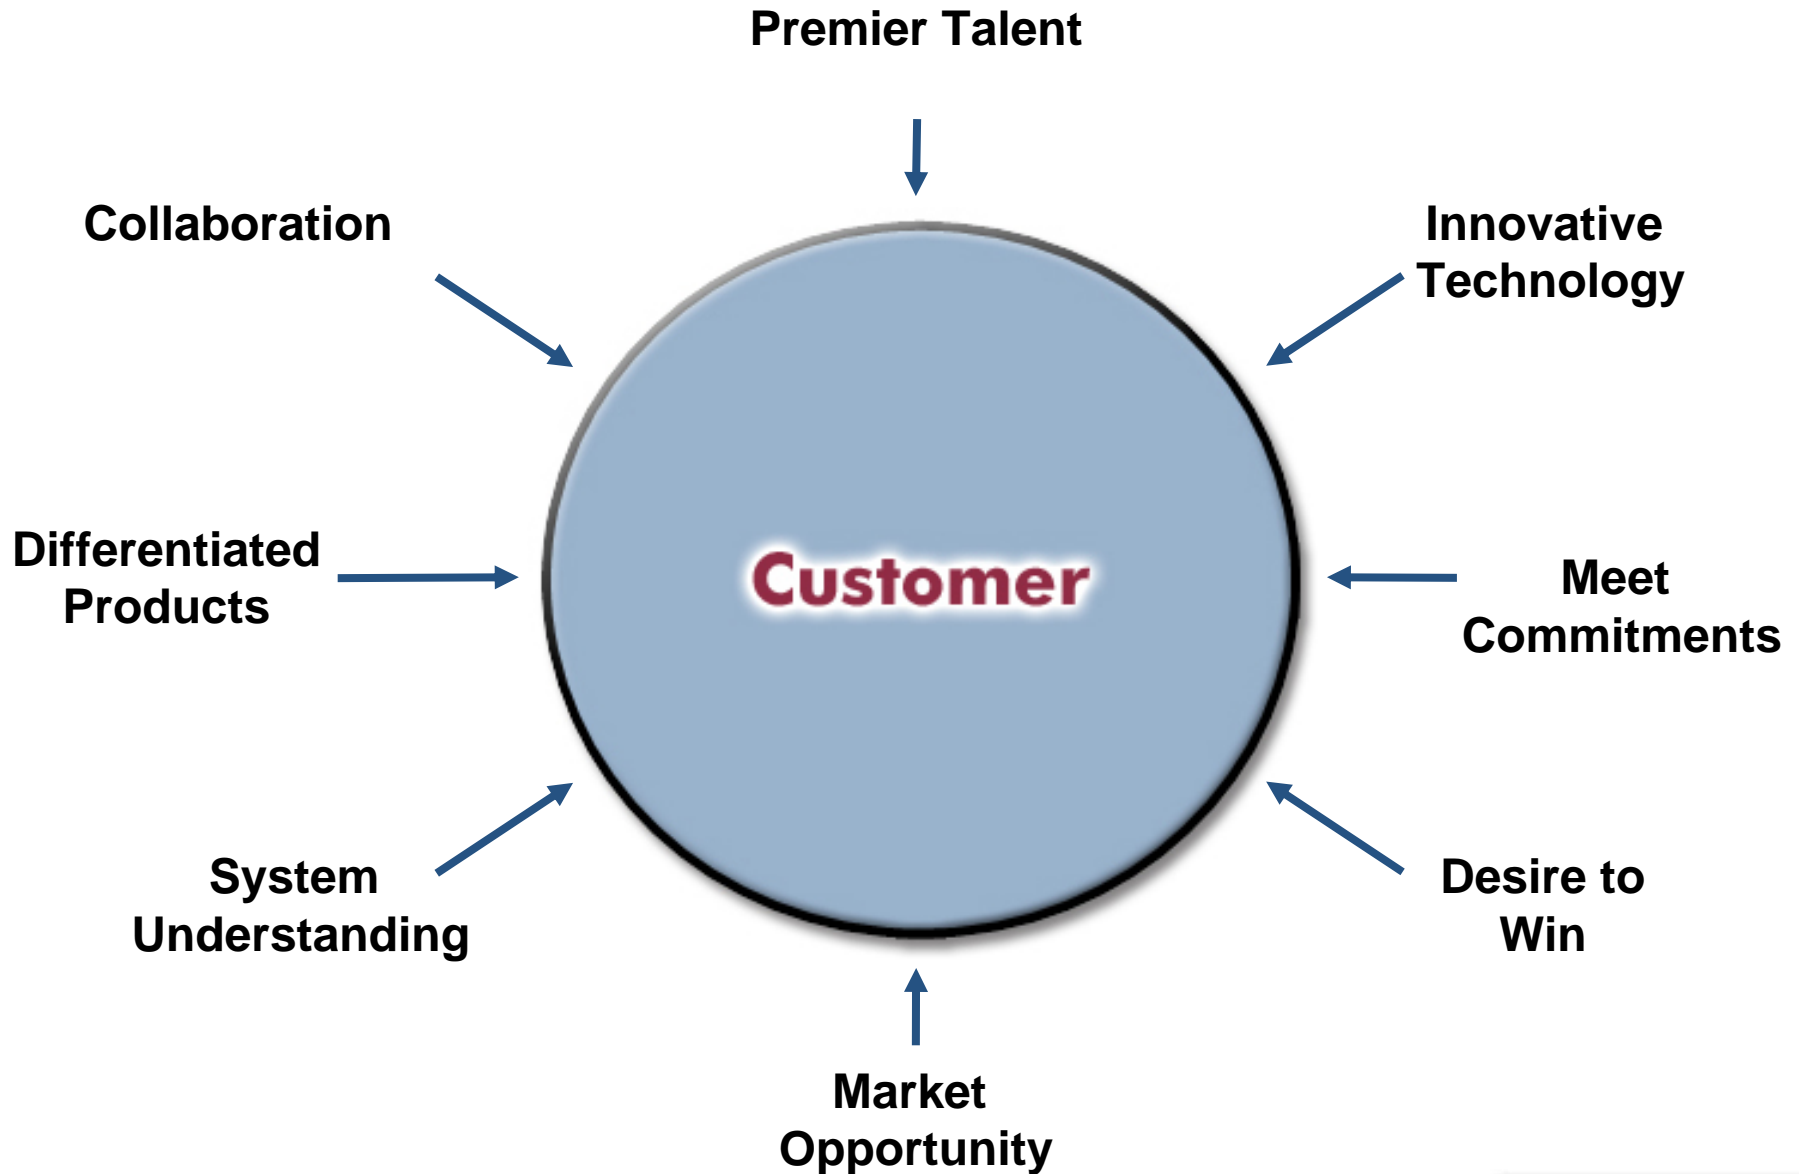 Premier Talent
Collaboration
Innovative
Technology
Differentiated
Products
Customer
Meet
Commitments
System
Understanding
Desire to
Win
Market
Opportunity